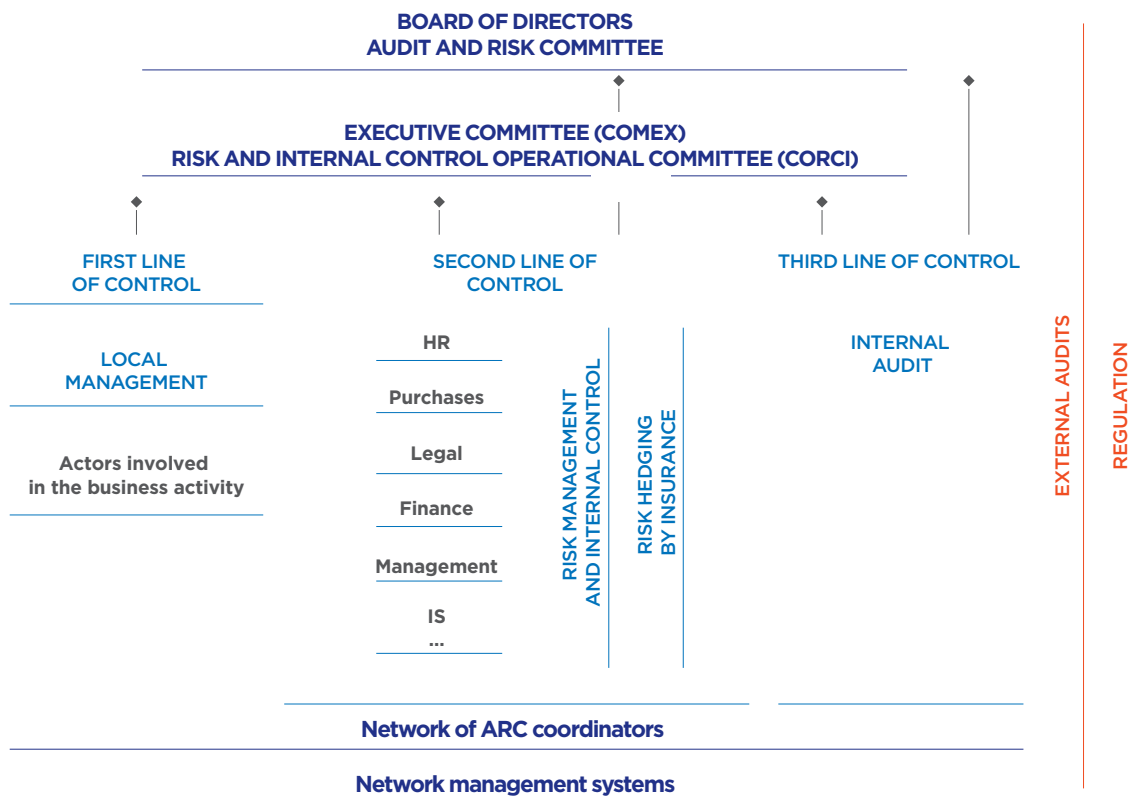 BOARD OF DIRECTORS
AUDIT AND RISK COMMITTEE
EXECUTIVE COMMITTEE (COMEX)
RISK AND INTERNAL CONTROL OPERATIONAL COMMITTEE (CORCI)
FIRST LINE
OF CONTROL
LOCAL
MANAGEMENT
Actors involved
in the business activity
SECOND LINE OF
CONTROL
HR
Purchases
Legal
Finance
Management
IS
...
RISK MANAGEMENT
AND INTERNAL CONTROL
RISK HEDGING
BY INSURANCE
THIRD LINE OF CONTROL
INTERNAL
AUDIT
EXTERNAL AUDITS
REGULATION
Network of ARC coordinators
Network management systems